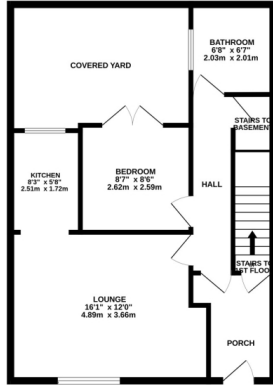 COVERED YARD
BATHROOM
6'8" x 6'7"
2.03m x 2.01m
STAIRS TO
BASEMENT
KITCHEN
8'3" x 5'8"
2.51m x 1.72m
BEDROOM
8'7" x 8'6"
2.62m x 2.59m
HALL
STAIRS TO
LOUNGE
16'1" x 12'0"
4.89m x 3.66m
PORCH